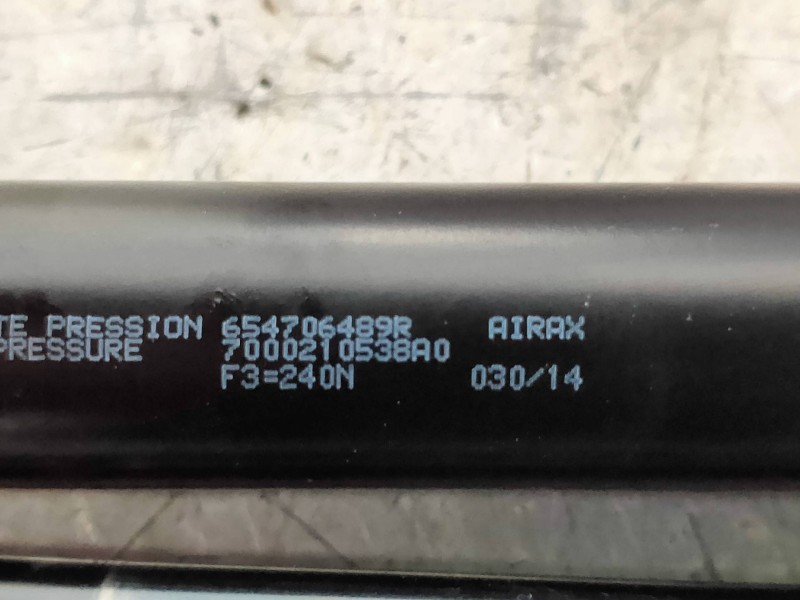 TE PRESSION 654706489R AIRAX
PRESSURE 7000210538A0
F3=240N 030/14